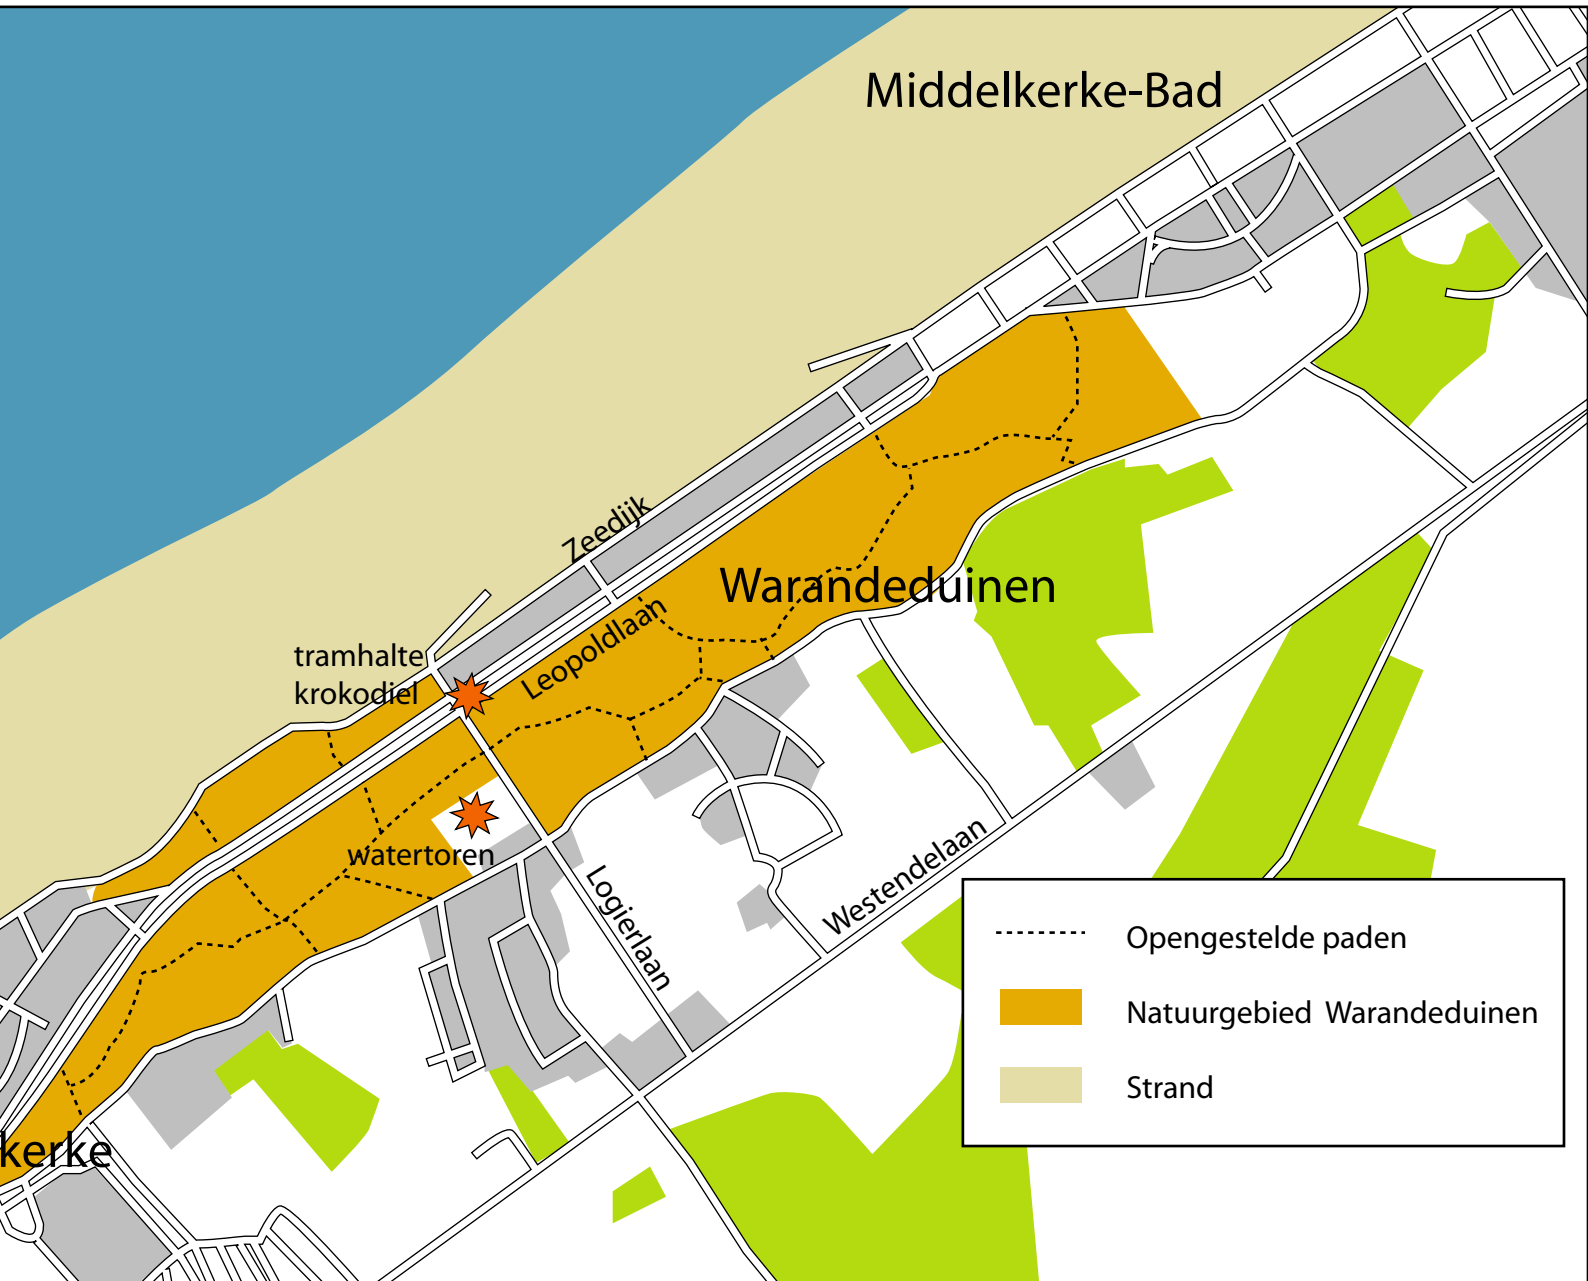 Middelkerke-Bad
Zeedijk
Warandeduinen
Leopoldlaan
tramhalte
krokodiel
watertoren
Logierlaan
Westendelaan
Opengestelde paden
Natuurgebied Warandeduinen
Strand
kerke